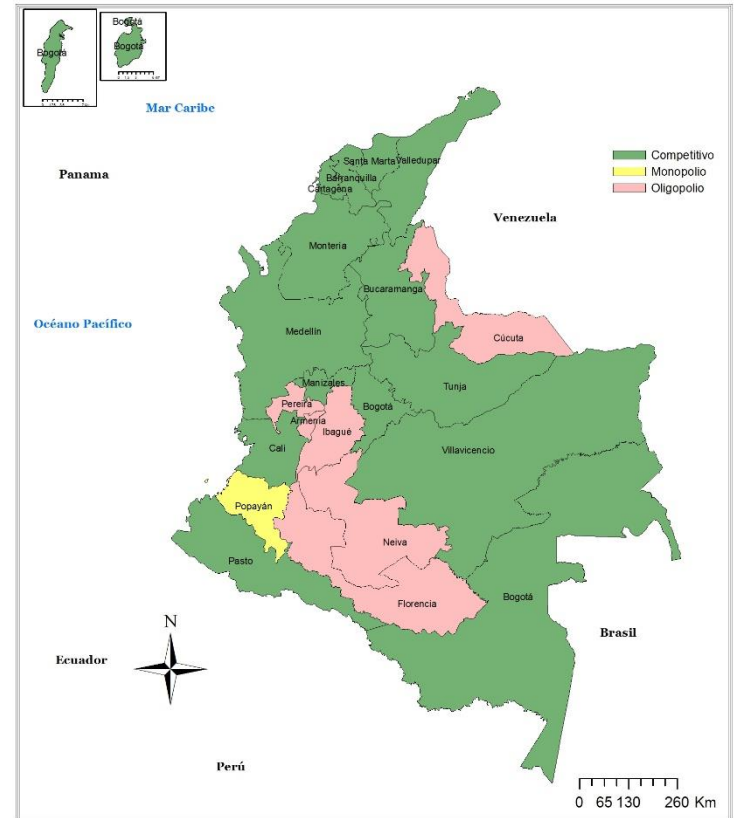 Bogotá
Bogotá
Bogotá
Mar Caribe
Panama
Venezuela
Océano Pacífico
Competitivo
Monopolio
Oligopolio
Santa Marta
Valledupar
Barranquilla
Cartagena
Montería
Bucaramanga
Medellín
Cúcuta
Manizales
Tunja
Pereira
Bogotá
Armenia
Ibagué
Cali
Villavicencio
Popayán
Neiva
Pasto
Florencia
Bogotá
N
Brasil
Ecuador
Perú
0 65 130 260 Km